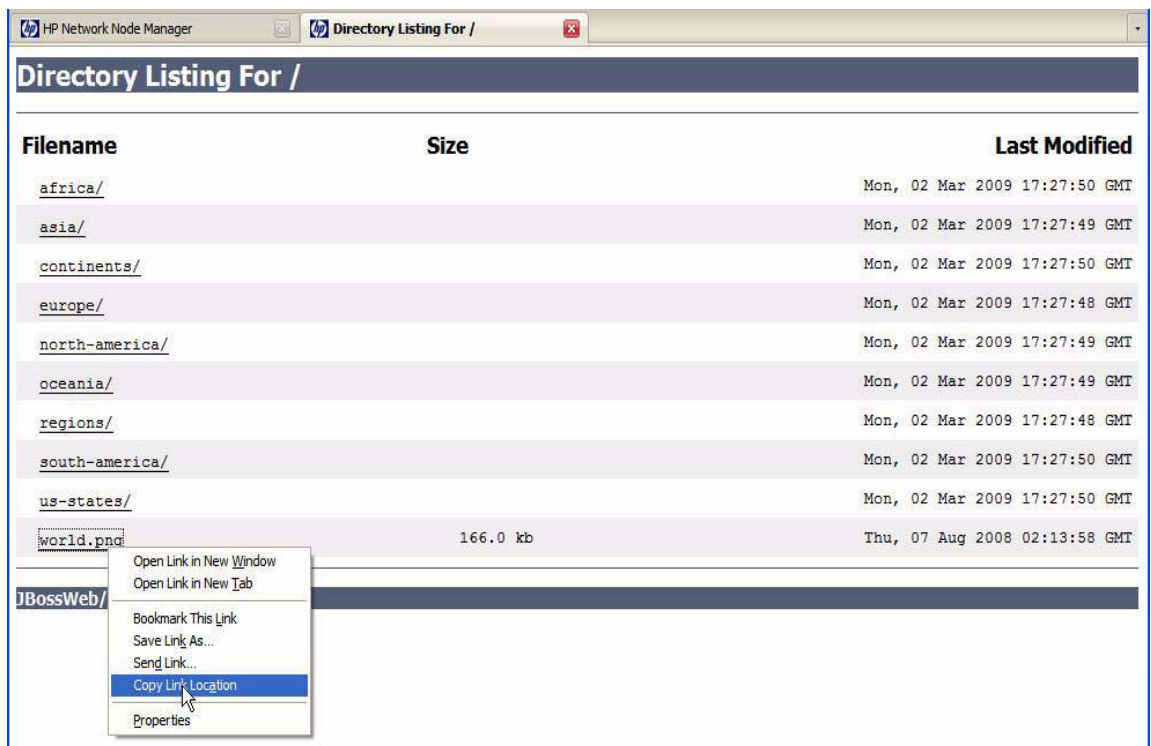 HP Network Node Manager Directory Listing For /
Directory Listing For /
Filename Size Last Modified
africa/ Mon, 02 Mar 2009 17:27:50 GMT
asia/ Mon, 02 Mar 2009 17:27:49 GMT
continents/ Mon, 02 Mar 2009 17:27:50 GMT
europe/ Mon, 02 Mar 2009 17:27:48 GMT
north-america/ Mon, 02 Mar 2009 17:27:49 GMT
oceania/ Mon, 02 Mar 2009 17:27:49 GMT
regions/ Mon, 02 Mar 2009 17:27:48 GMT
south-america/ Mon, 02 Mar 2009 17:27:50 GMT
us-states/ Mon, 02 Mar 2009 17:27:50 GMT
world.png 166.0 kb Thu, 07 Aug 2008 02:13:58 GMT
Open Link in New Window
Open Link in New Tab
JBossWeb/
Bookmark This Link
Save Link As...
Send Link...
Copy Link Location
Properties